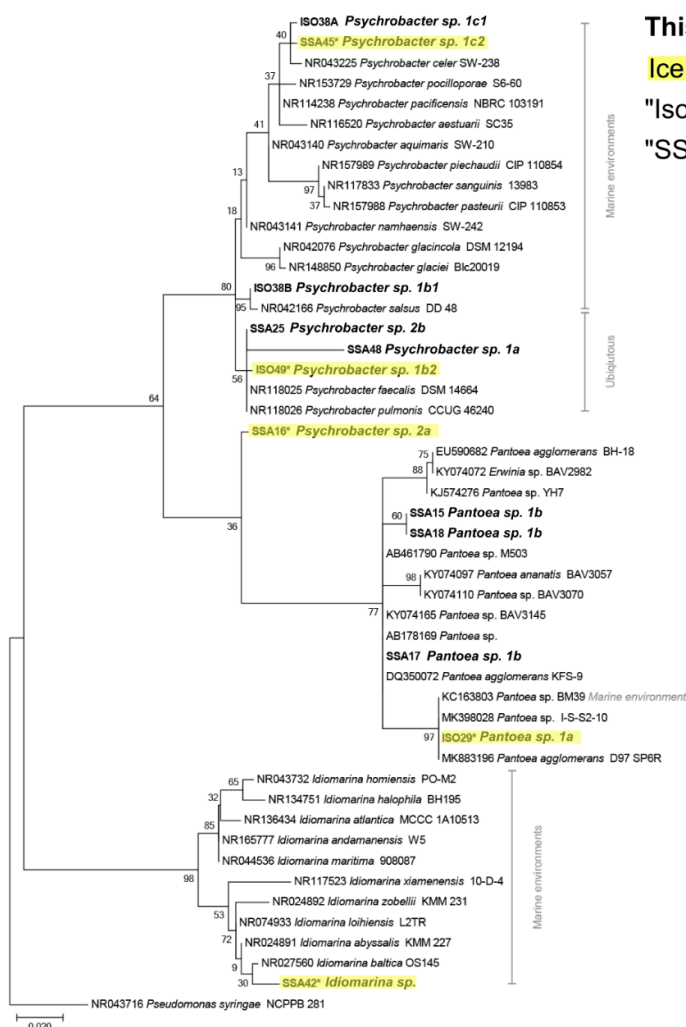 ISO38A Psychrobacter sp. 1c1
This
40
SSA45* Psychrobacter sp. 1c2
Ice
NR043225 Psychrobacter celer SW-238
37
NR153729 Psychrobacter pocilloporae S6-60
"Iso
NR114238 Psychrobacter pacificensis NBRC 103191
NR116520 Psychrobacter aestuarii SC35
41
NR043140 Psychrobacter aquimaris SW-210
"SS
NR157989 Psychrobacter piechaudii CIP 110854
13
97
NR117833 Psychrobacter sanguinis 13983
37
NR157988 Psychrobacter pasteurii CIP 110853
18
NR043141 Psychrobacter namhaensis SW-242
NR042076 Psychrobacter glacincola DSM 12194
96
NR148850 Psychrobacter glaciei BIc20019
Marine environments
80
ISO38B Psychrobacter sp. 1b1
95
NR042166 Psychrobacter salsus DD 48
SSA25 Psychrobacter sp. 2b
SSA48 Psychrobacter sp. 1a
ISO49* Psychrobacter sp. 1b2
56
NR118025 Psychrobacter faecalis DSM 14664
NR118026 Psychrobacter pulmonis CCUG 46240
Ubiqiutous
64
SSA16* Psychrobacter sp. 2a
EU590682 Pantoea agglomerans BH-18
75
KY074072 Erwinia sp. BAV2982
88
KJ574276 Pantoea sp. YH7
60
SSA15 Pantoea sp. 1b
SSA18 Pantoea sp. 1b
36
AB461790 Pantoea sp. M503
98
KY074097 Pantoea ananatis BAV3057
KY074110 Pantoea sp. BAV3070
77
KY074165 Pantoea sp. BAV3145
AB178169 Pantoea sp.
SSA17 Pantoea sp. 1b
DQ350072 Pantoea agglomerans KFS-9
KC163803 Pantoea sp. BM39 Marine environment
MK398028 Pantoea sp. I-S-S2-10
97
ISO29* Pantoea sp. 1a
MK883196 Pantoea agglomerans D97 SP6R
65
NR043732 Idiomarina homiensis PO-M2
32
NR134751 Idiomarina halophila BH195
NR136434 Idiomarina atlantica MCCC 1A10513
85
NR165777 Idiomarina andamanensis W5
NR044536 Idiomarina maritima 908087
98
NR117523 Idiomarina xiamenensis 10-D-4
NR024892 Idiomarina zobellii KMM 231
53
NR074933 Idiomarina loihiensis L2TR
72
NR024891 Idiomarina abyssalis KMM 227
9
NR027560 Idiomarina baltica OS145
30
SSA42* Idiomarina sp.
Marine environments
NR043716 Pseudomonas syringae NCPPB 281
0.020